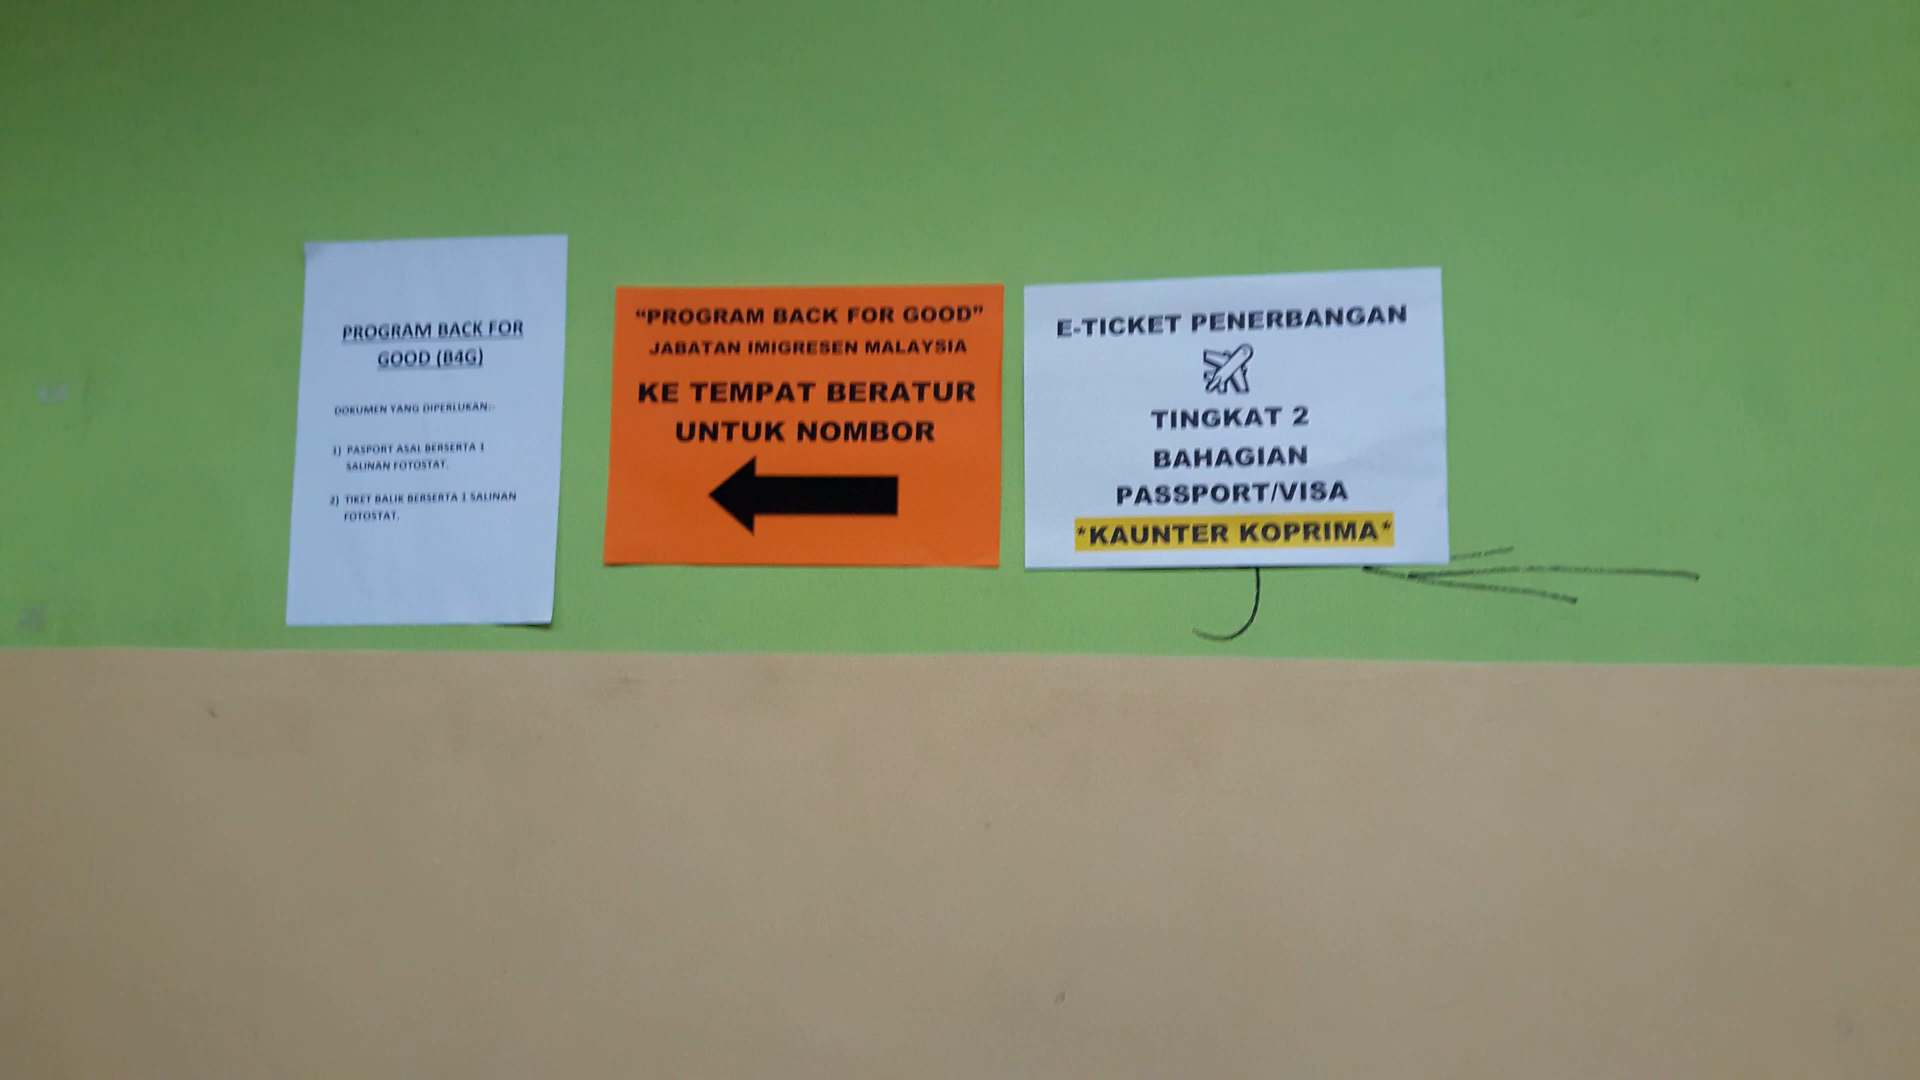 PROGRAM BACK FOR
GOOD (B4G)
DOKUMEN YANG DIPERLUKAN:-
1) PASPORT ASAL BERSERTA 1
SALINAN FOTOSTAT.
2) TIKET BALIK BERSERTA 1 SALINAN
FOTOSTAT.
“PROGRAM BACK FOR GOOD”
JABATAN IMIGRESEN MALAYSIA
KE TEMPAT BERATUR
UNTUK NOMBOR
E-TICKET PENERBANGAN
TINGKAT 2
BAHAGIAN
PASSPORT/VISA
*KAUNTER KOPRIMA*